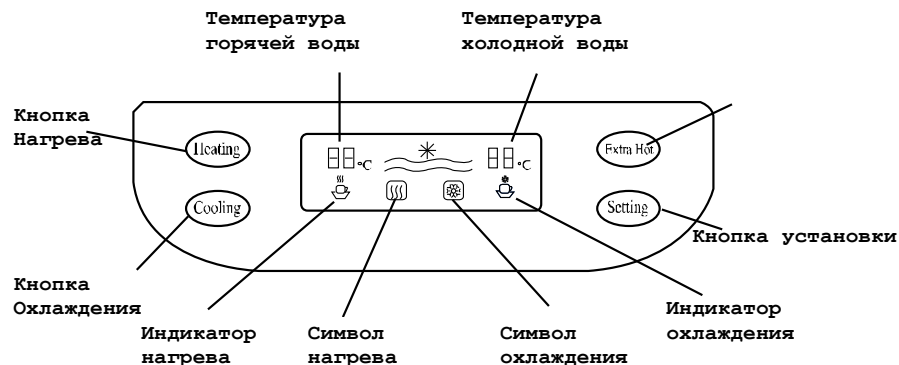 Температура
горячей воды
Температура
холодной воды
Кнопка
Нагрева
Heating
°C
°C
Extra Hot
Cooling
Setting
Кнопка установки
Кнопка
Охлаждения
Индикатор
нагрева
Символ
нагрева
Символ
охлаждения
Индикатор
охлаждения